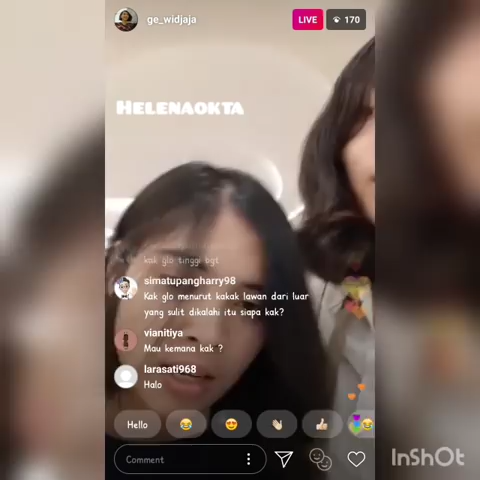 ge_widjaja
LIVE
170
HELENAOKTA
kak glo tinggi bgt
simatupangharry98
Kak glo menurut kakak lawan dari luar
yang sulit dikalahi itu siapa kak?
vianitiya
Mau kemana kak ?
larasati968
Halo
Hello
Comment
InShOt